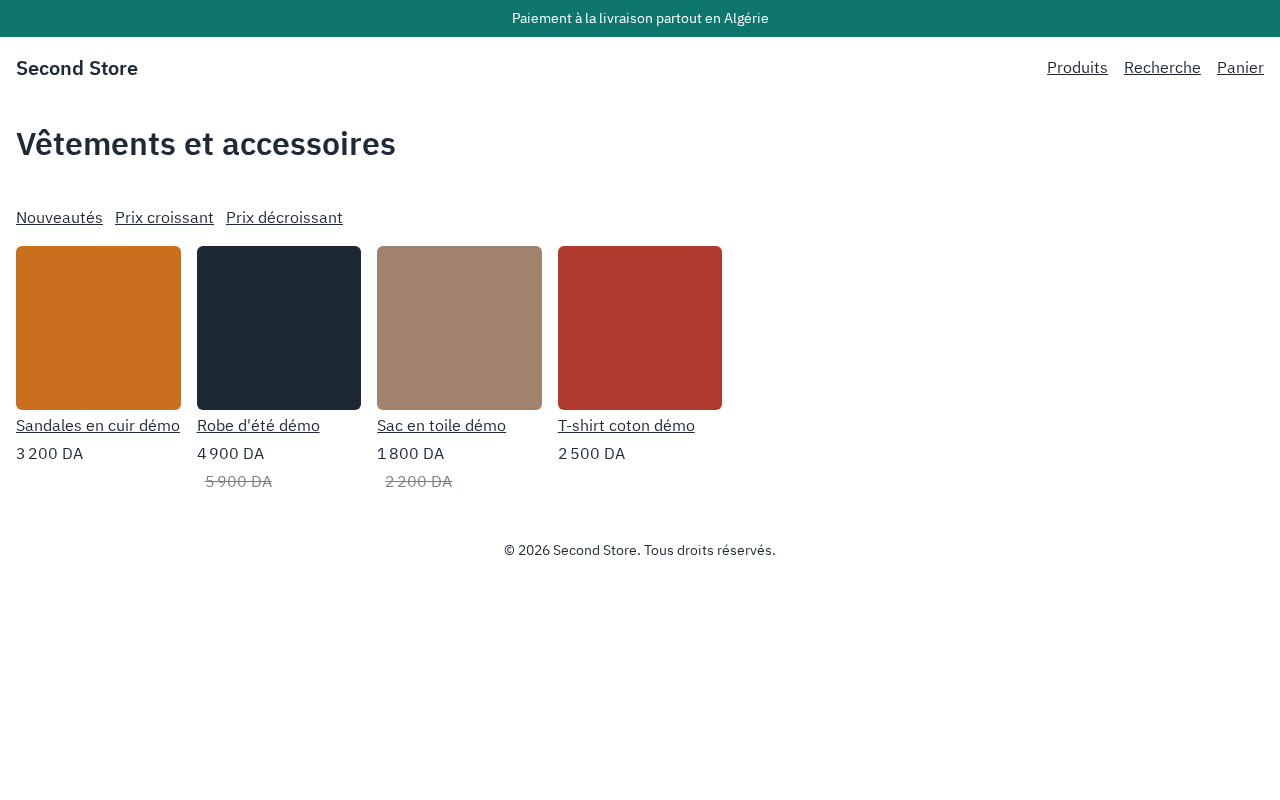 Paiement à la livraison partout en Algérie
Second Store
Produits Recherche Panier
Vêtements et accessoires
Nouveautés Prix croissant Prix décroissant
Sandales en cuir démo
3 200 DA
Robe d'été démo
4 900 DA
5 900 DA
Sac en toile démo
1 800 DA
2 200 DA
T-shirt coton démo
2 500 DA
© 2026 Second Store. Tous droits réservés.